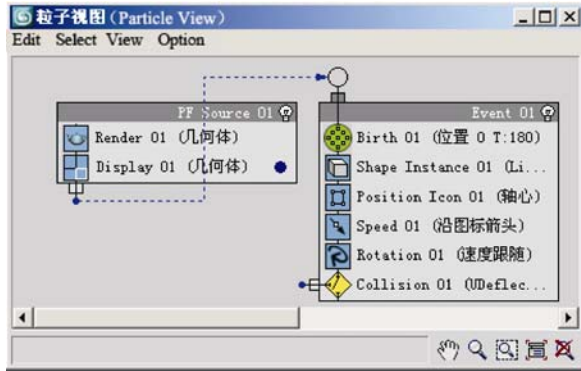 粒子视图(Particle View)
Edit Select View Option
PF Source 01
Render 01 (几何体)
Display 01 (几何体)
Event 01
Birth 01 (位置 0 T:180)
Shape Instance 01 (Li...
Position Icon 01 (轴心)
Speed 01 (沿图标箭头)
Rotation 01 (速度跟随)
Collision 01 (UDeflec...